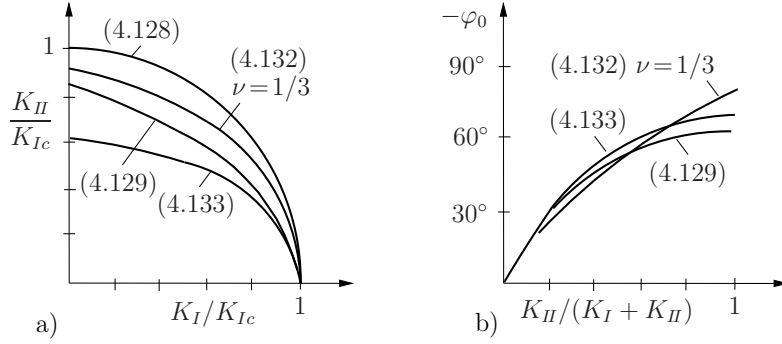 1
K_II
K_Ic
(4.128)
(4.132)
ν = 1/3
(4.129)
(4.133)
K_I/K_Ic
1
a)
−φ₀
90°
60°
30°
(4.132) ν = 1/3
(4.133)
(4.129)
K_II/(K_I + K_II)
1
b)